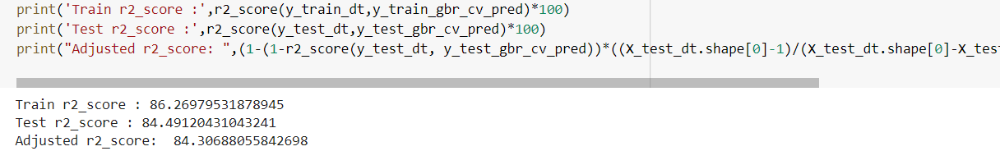 print('Train r2_score :',r2_score(y_train_dt,y_train_gbr_cv_pred)*100)
print('Test r2_score :',r2_score(y_test_dt,y_test_gbr_cv_pred)*100)
print("Adjusted r2_score: ",(1-(1-r2_score(y_test_dt, y_test_gbr_cv_pred))*((X_test_dt.shape[0]-1)/(X_test_dt.shape[0]-X_test
Train r2_score : 86.26979531878945
Test r2_score : 84.49120431043241
Adjusted r2_score:  84.30688055842698